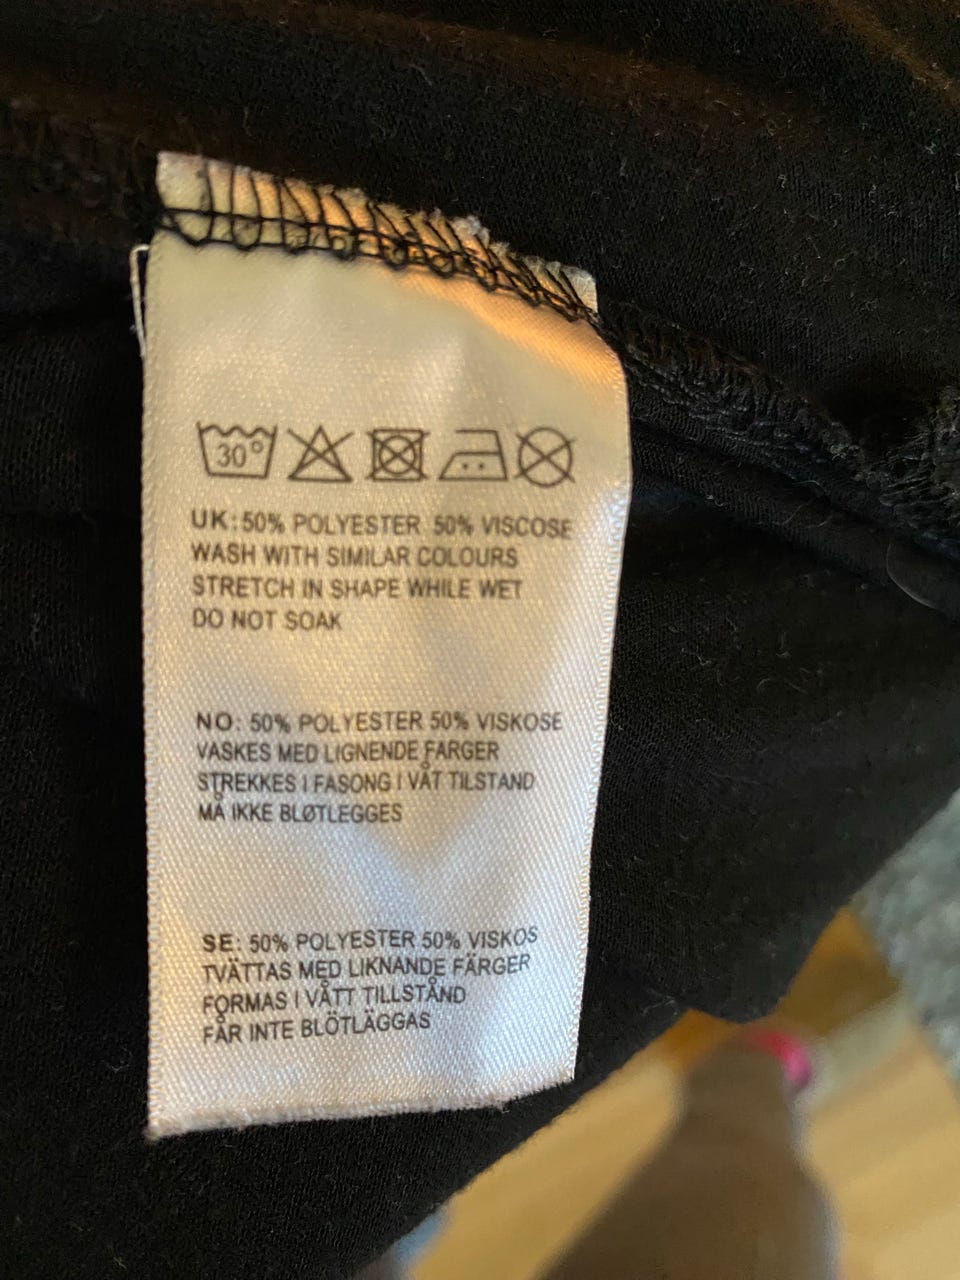 30°
UK: 50% POLYESTER 50% VISCOSE
WASH WITH SIMILAR COLOURS
STRETCH IN SHAPE WHILE WET
DO NOT SOAK
NO: 50% POLYESTER 50% VISKOSE
VASKES MED LIGNENDE FARGER
STREKKES I FASONG I VÅT TILSTAND
MÅ IKKE BLØTLEGGES
SE: 50% POLYESTER 50% VISKOS
TVÄTTAS MED LIKNANDE FÄRGER
FORMAS I VÅTT TILLSTÅND
FÅR INTE BLÖTLÄGGAS